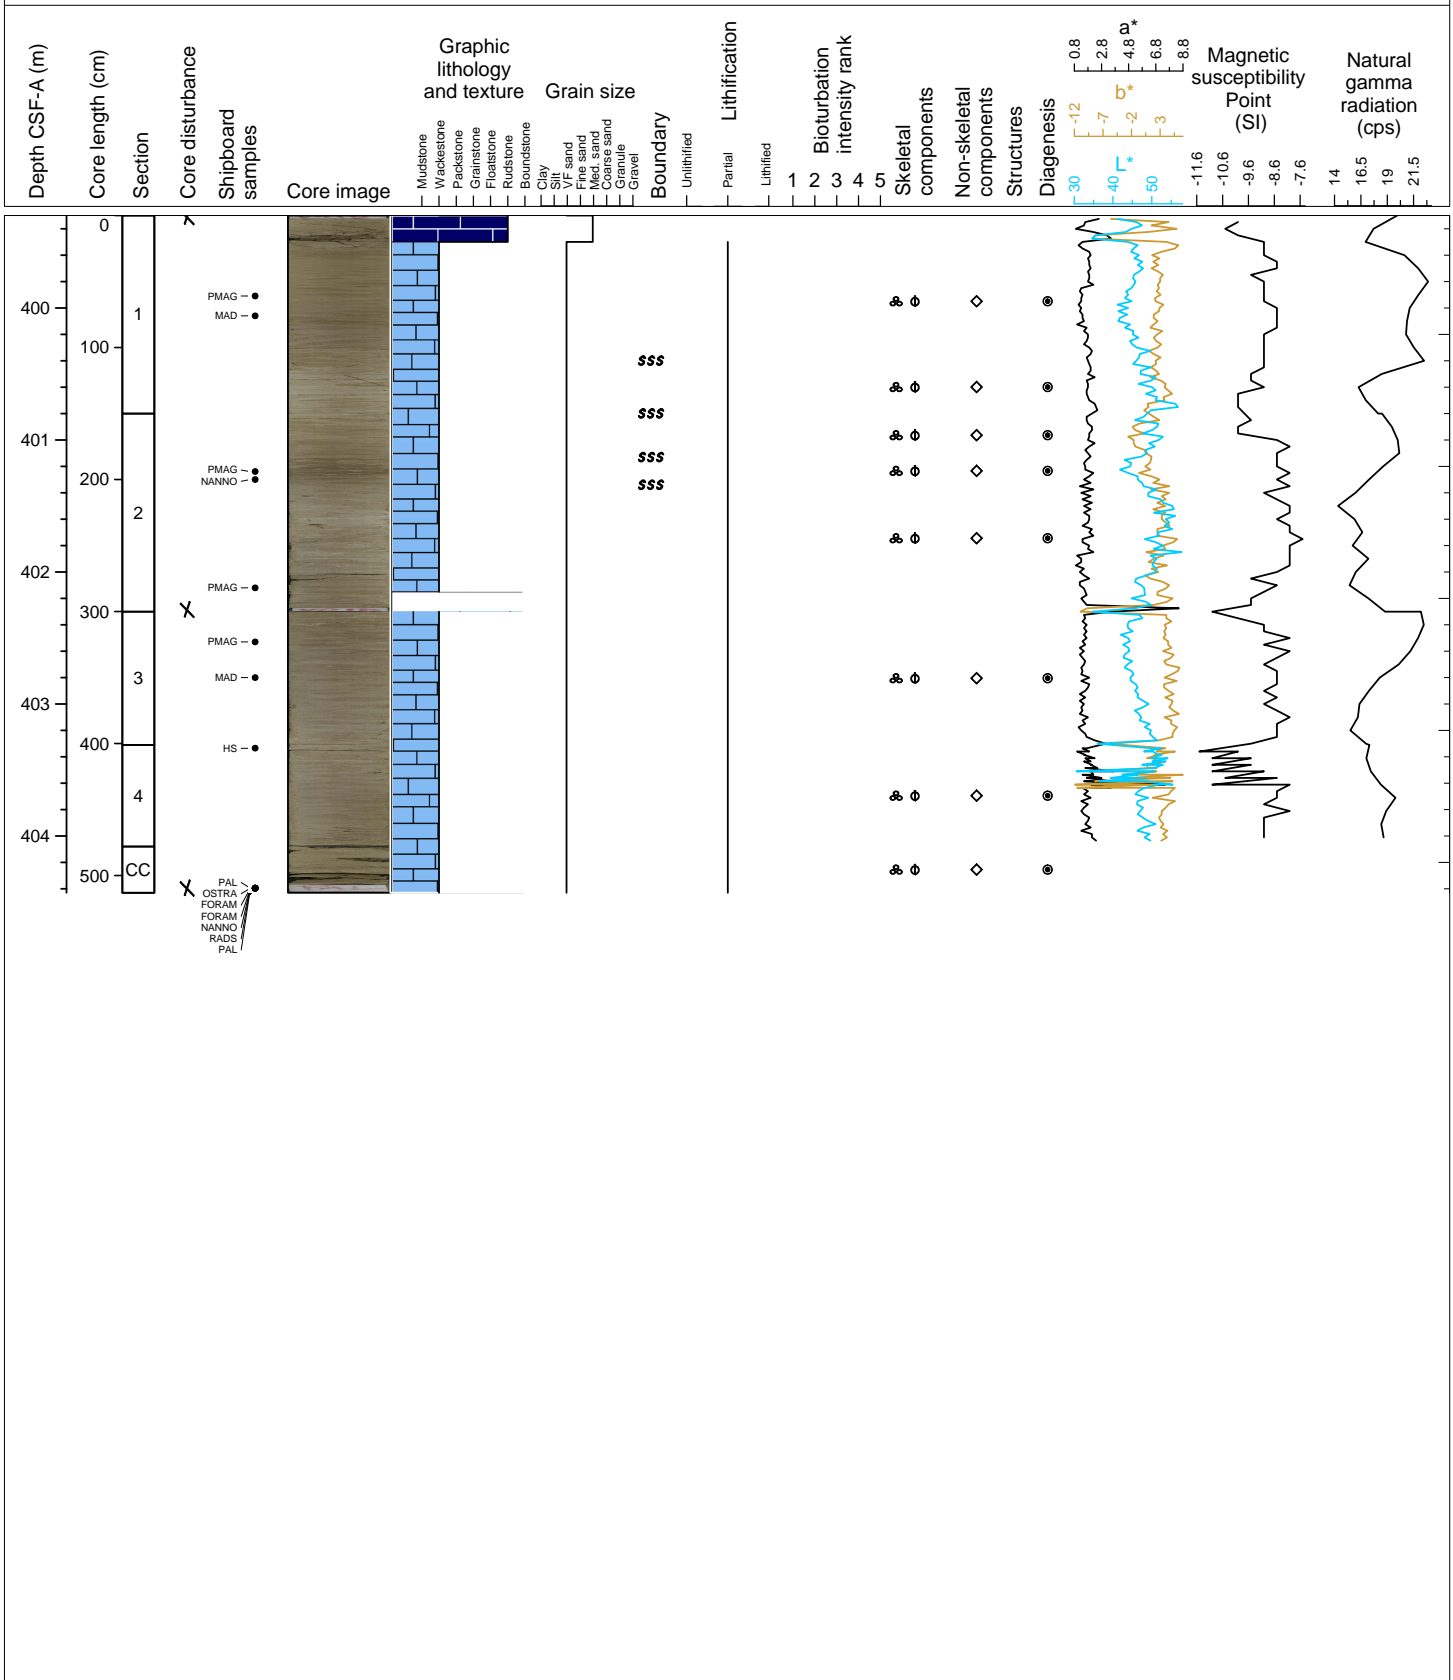 Depth CSF-A (m)
Core length (cm)
Section
Core disturbance
Shipboard
samples
Core image
Graphic
lithology
and texture
Mudstone
Wackestone
Packstone
Grainstone
Floatstone
Rudstone
Boundstone
Grain size
Clay
Silt
VF sand
Fine sand
Med. sand
Coarse sand
Granule
Gravel
Boundary
Lithification
Unlithified
Partial
Lithified
Bioturbation
intensity rank
1 2 3 4 5
Skeletal
components
Non-skeletal
components
Structures
Diagenesis
a*
0.8 2.8 4.8 6.8 8.8
b*
-12 -7 -2 3
L*
30 40 50
Magnetic
susceptibility
Point
(SI)
-11.6 -10.6 -9.6 -8.6 -7.6
Natural
gamma
radiation
(cps)
14 16.5 19 21.5
0
PMAG
400
1
MAD
100
sss
sss
401
sss
PMAG
200
NANNO
sss
2
402
PMAG
300
PMAG
3
MAD
403
400
HS
4
404
CC
500
PAL
OSTRA
FORAM
FORAM
NANNO
RADS
PAL